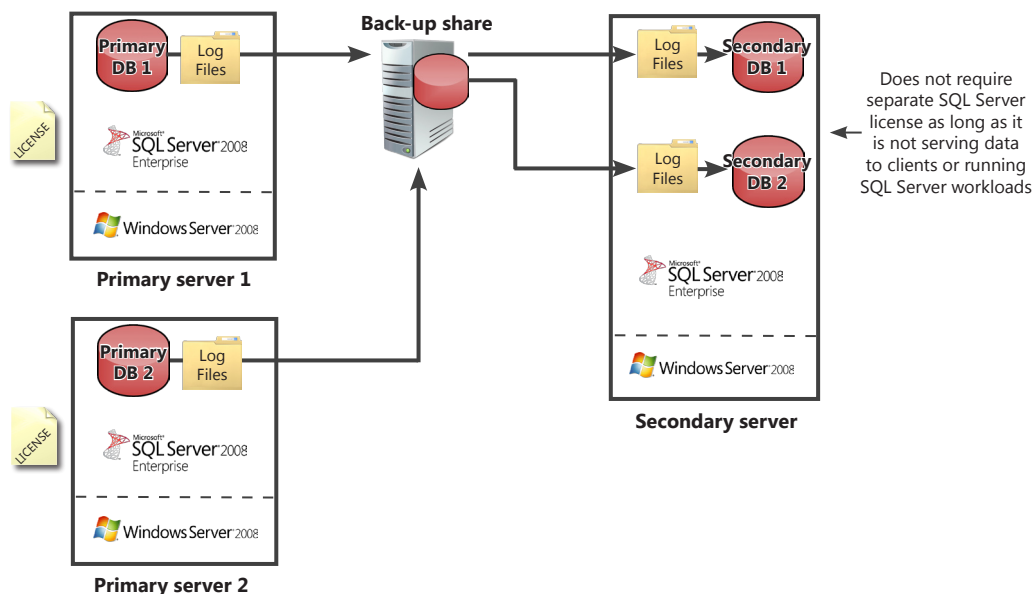 Back-up share
Primary
DB 1
Log
Files
LICENSE
Microsoft®
SQL Server® 2008
Enterprise
Windows Server® 2008
Primary server 1
Primary
DB 2
Log
Files
LICENSE
Microsoft®
SQL Server® 2008
Enterprise
Windows Server® 2008
Primary server 2
Log
Files
Secondary
DB 1
Log
Files
Secondary
DB 2
Microsoft®
SQL Server® 2008
Enterprise
Windows Server® 2008
Secondary server
Does not require
separate SQL Server
license as long as it
is not serving data
to clients or running
SQL Server workloads